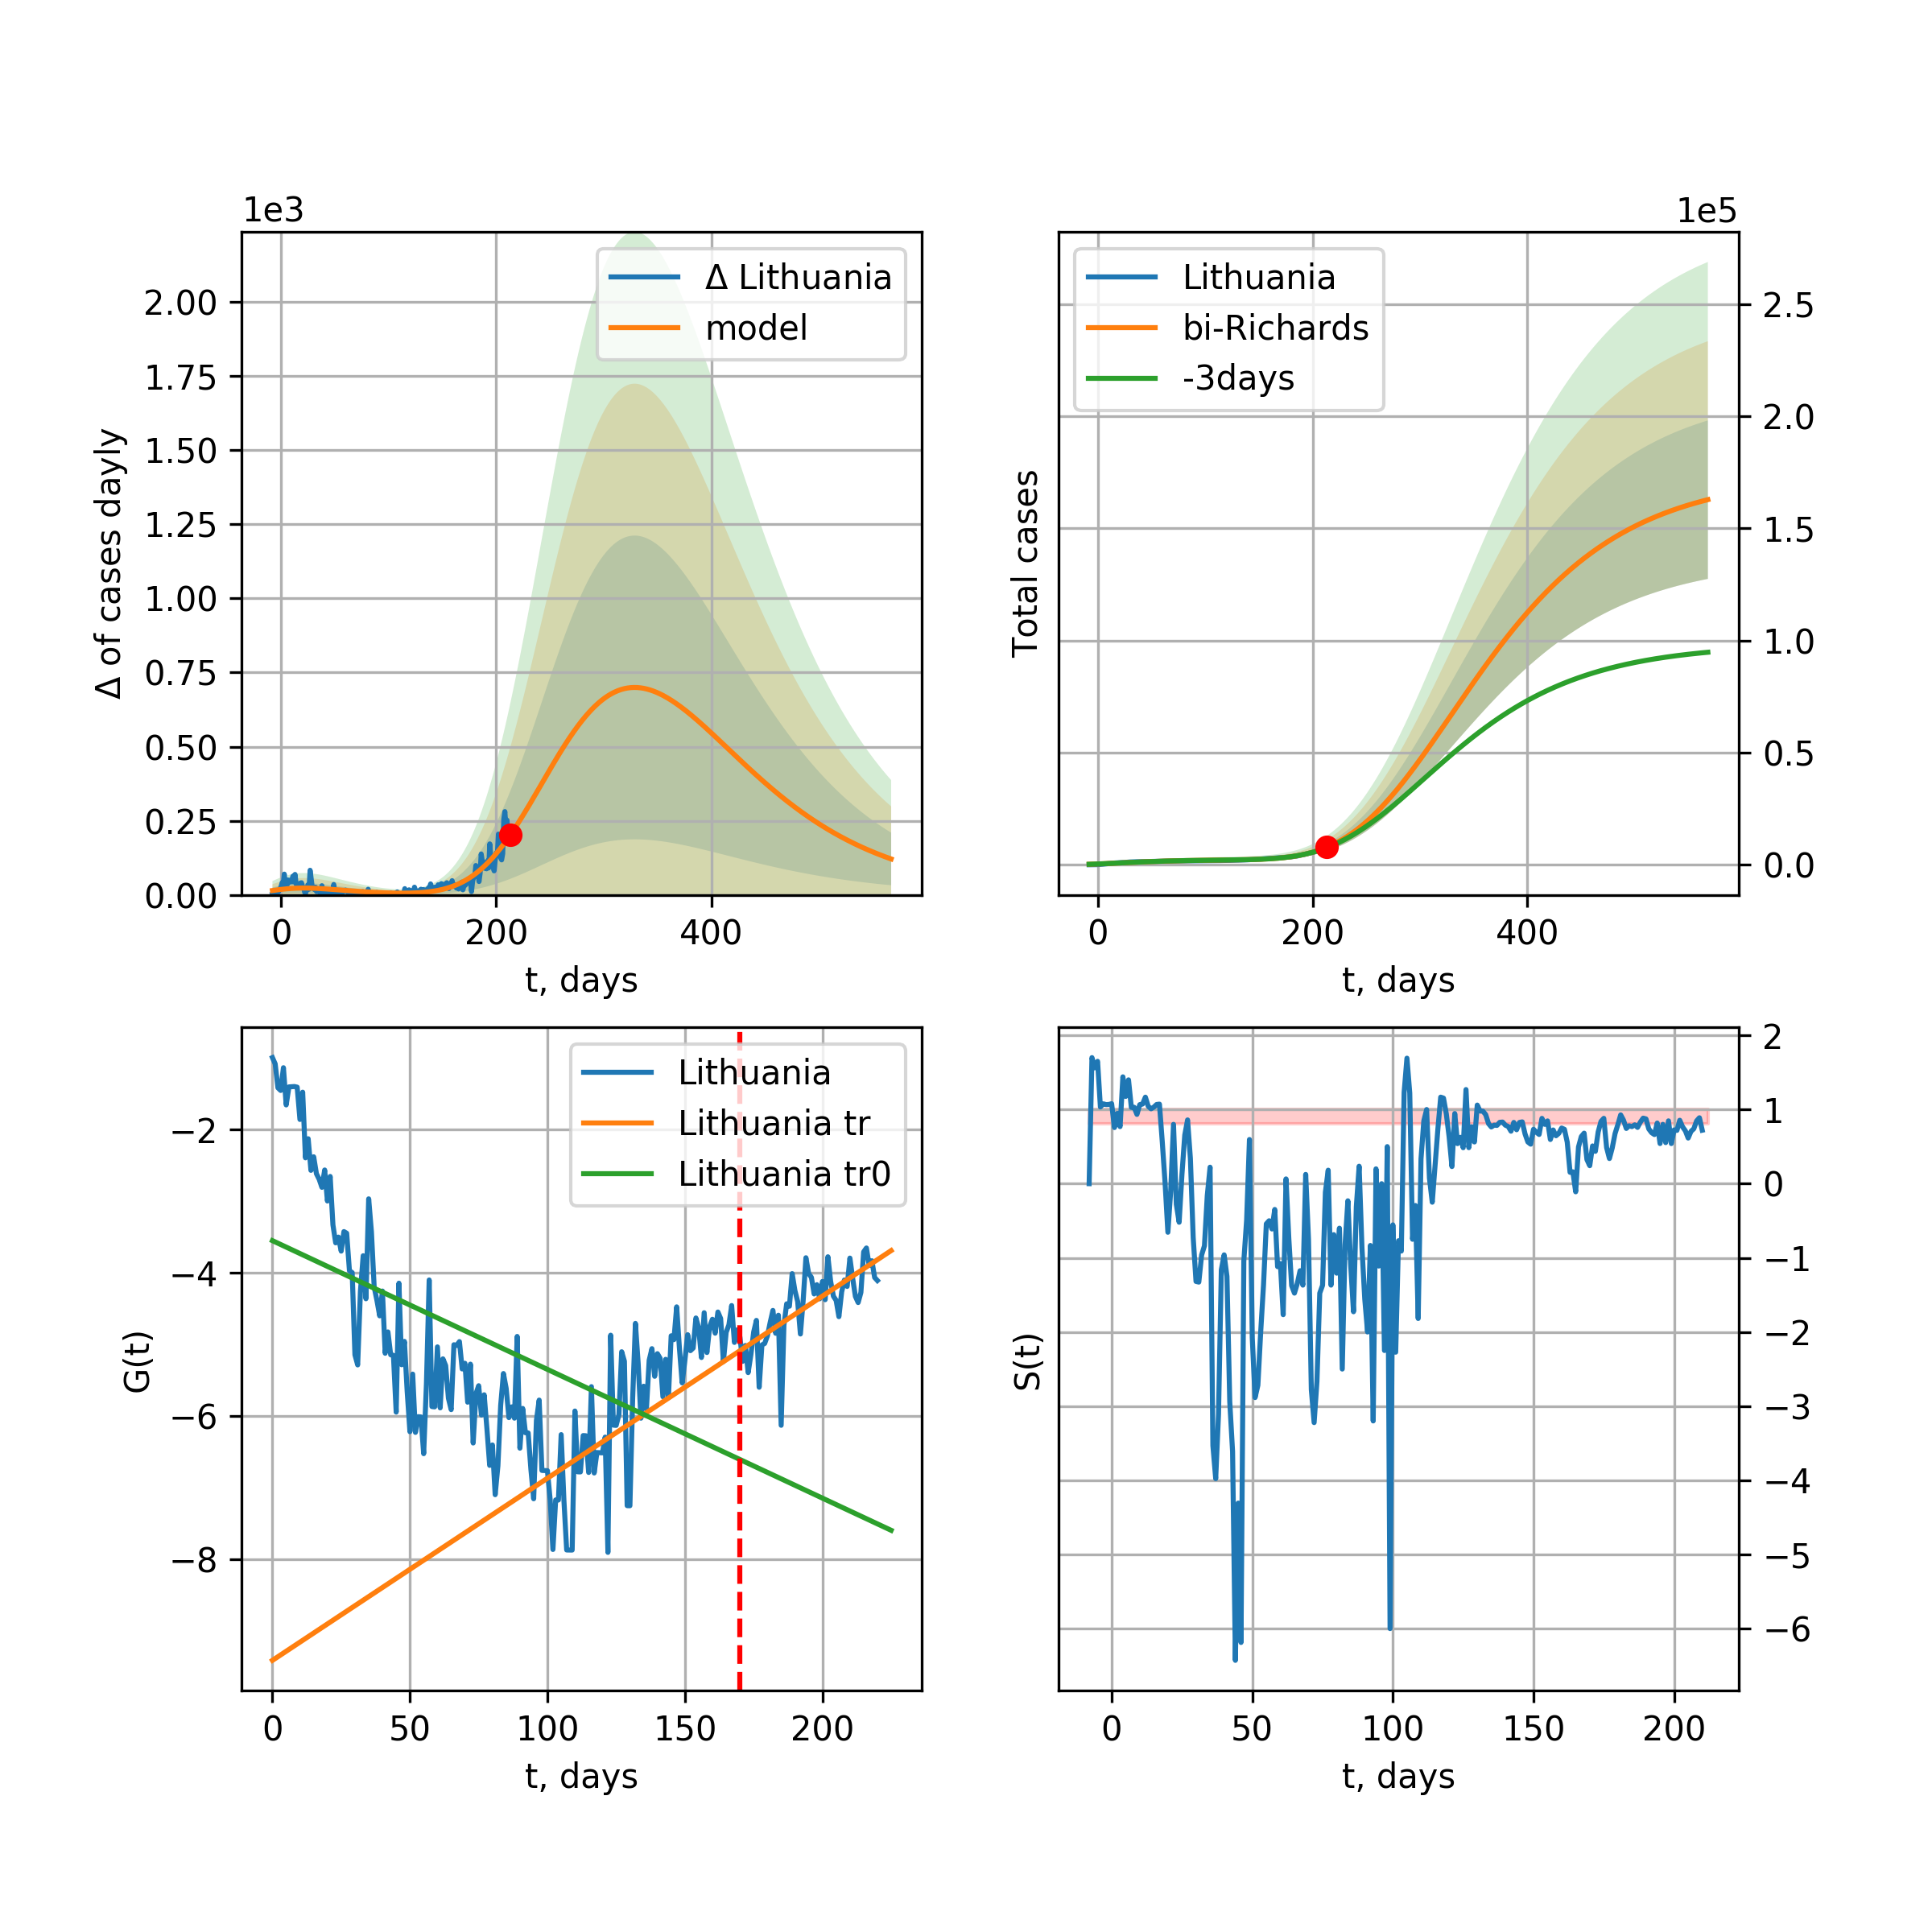 1e3
Δ Lithuania
model
2.00
1.75
1.50
1.25
1.00
0.75
0.50
0.25
0.00
Δ of cases dayly
0 200 400
t, days
1e5
Lithuania
bi-Richards
-3days
2.5
2.0
1.5
1.0
0.5
0.0
Total cases
0 200 400
t, days
Lithuania
Lithuania tr
Lithuania tr0
−2
−4
−6
−8
G(t)
0 50 100 150 200
t, days
2
1
0
−1
−2
−3
−4
−5
−6
S(t)
0 50 100 150 200
t, days